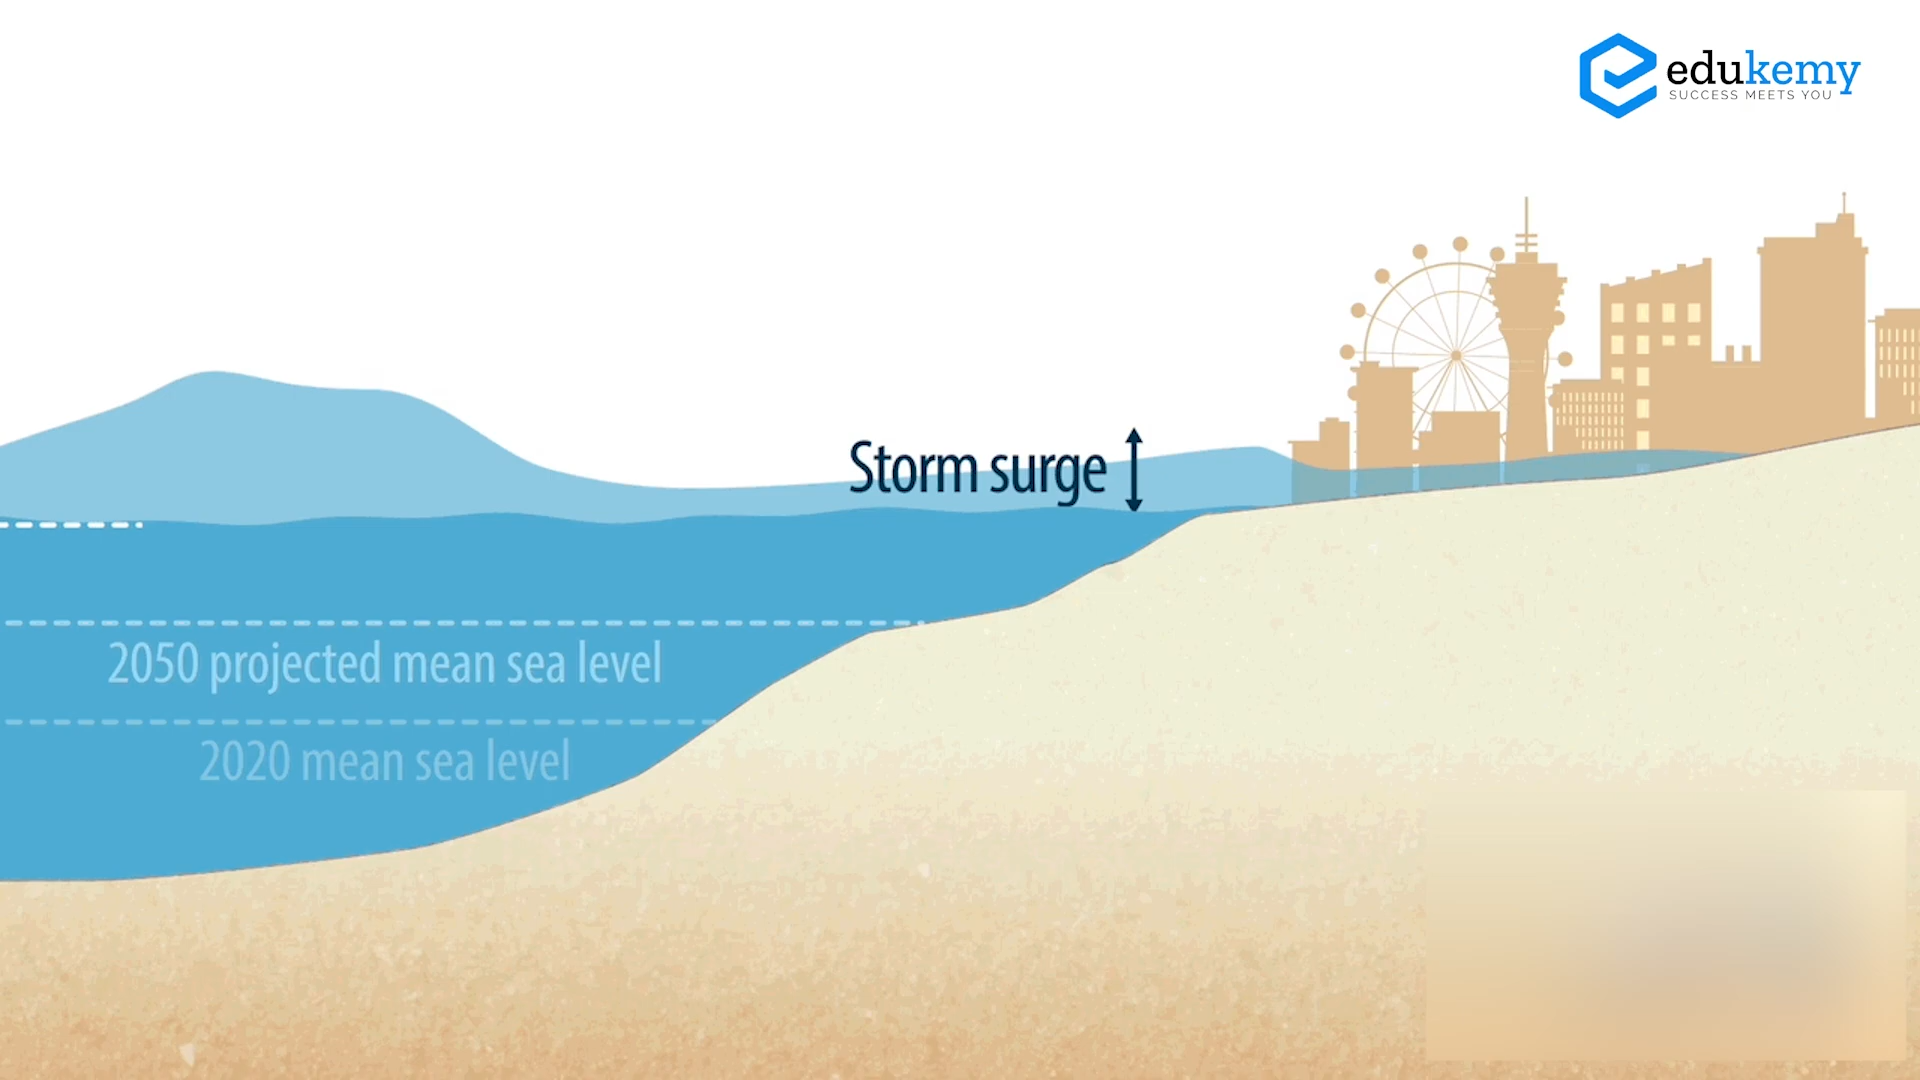 edukemy
SUCCESS MEETS YOU
Storm surge
2050 projected mean sea level
2020 mean sea level